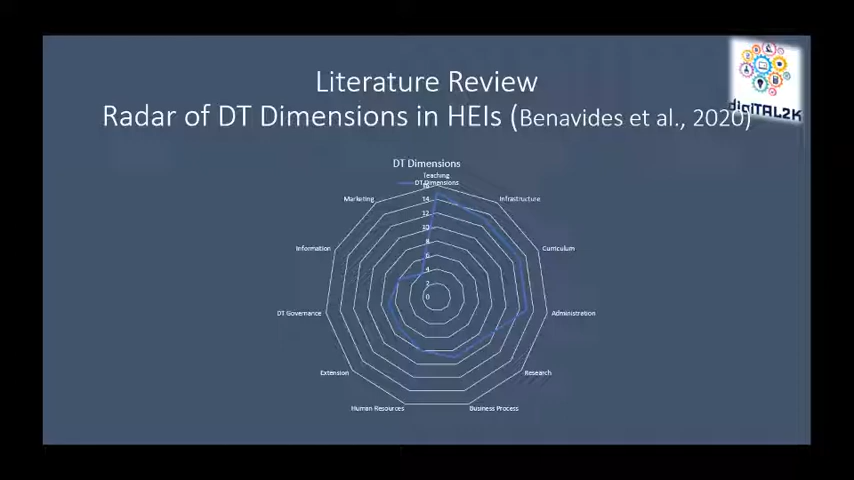 Literature Review
Radar of DT Dimensions in HEIs (Benavides et al., 2020)
digITAL2K
DT Dimensions
Teaching
DT Dimensions
Marketing
Infrastructure
Information
Curriculum
DT Governance
Administration
Extension
Research
Human Resources
Business Process
16
14
12
10
8
6
4
2
0